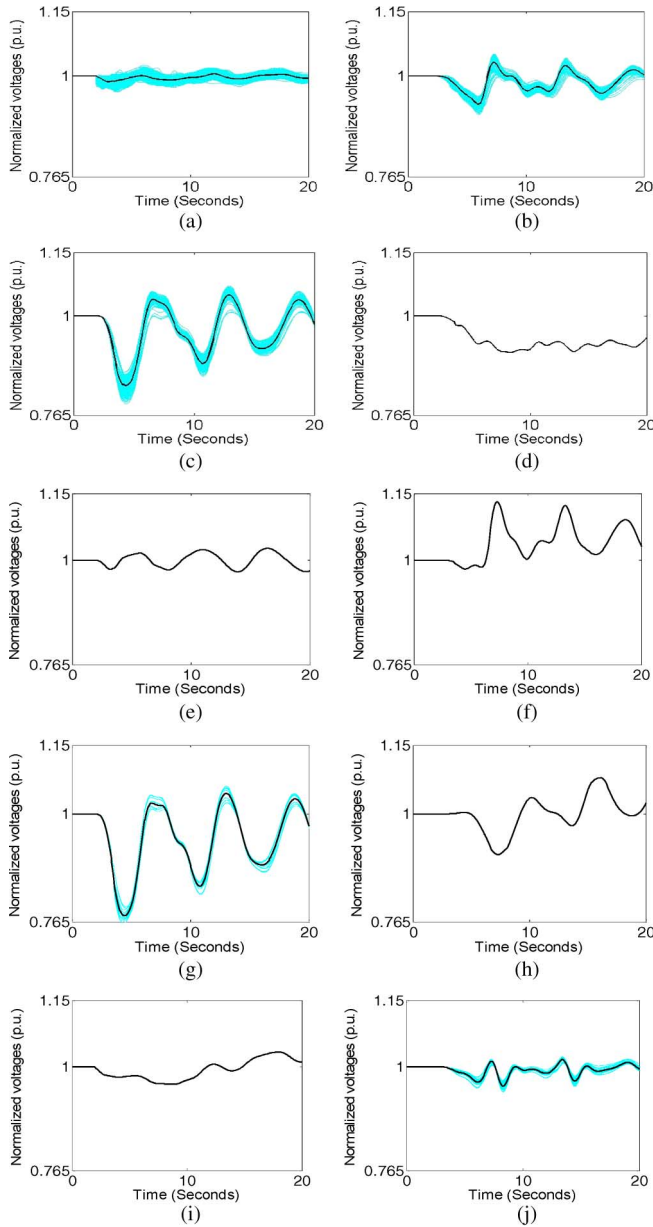 Normalized voltages (p.u.)
1
0.765
0
10
20
Time (Seconds)
(a)
Normalized voltages (p.u.)
1
0.765
0
10
20
Time (Seconds)
(b)
Normalized voltages (p.u.)
1.15
1
0.765
0
10
20
Time (Seconds)
(c)
Normalized voltages (p.u.)
1.15
1
0.765
0
10
20
Time (Seconds)
(d)
Normalized voltages (p.u.)
1.15
1
0.765
0
10
20
Time (Seconds)
(e)
Normalized voltages (p.u.)
1.15
1
0.765
0
10
20
Time (Seconds)
(f)
Normalized voltages (p.u.)
1.15
1
0.765
0
10
20
Time (Seconds)
(g)
Normalized voltages (p.u.)
1.15
1
0.765
0
10
20
Time (Seconds)
(h)
Normalized voltages (p.u.)
1.15
1
0.765
0
10
20
Time (Seconds)
(i)
Normalized voltages (p.u.)
1.15
1
0.765
0
10
20
Time (Seconds)
(j)